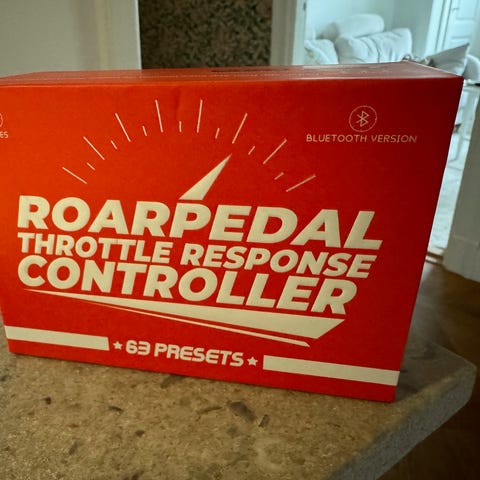 BLUETOOTH VERSION
ROARPEDAL
THROTTLE RESPONSE
CONTROLLER
★ 63 PRESETS ★